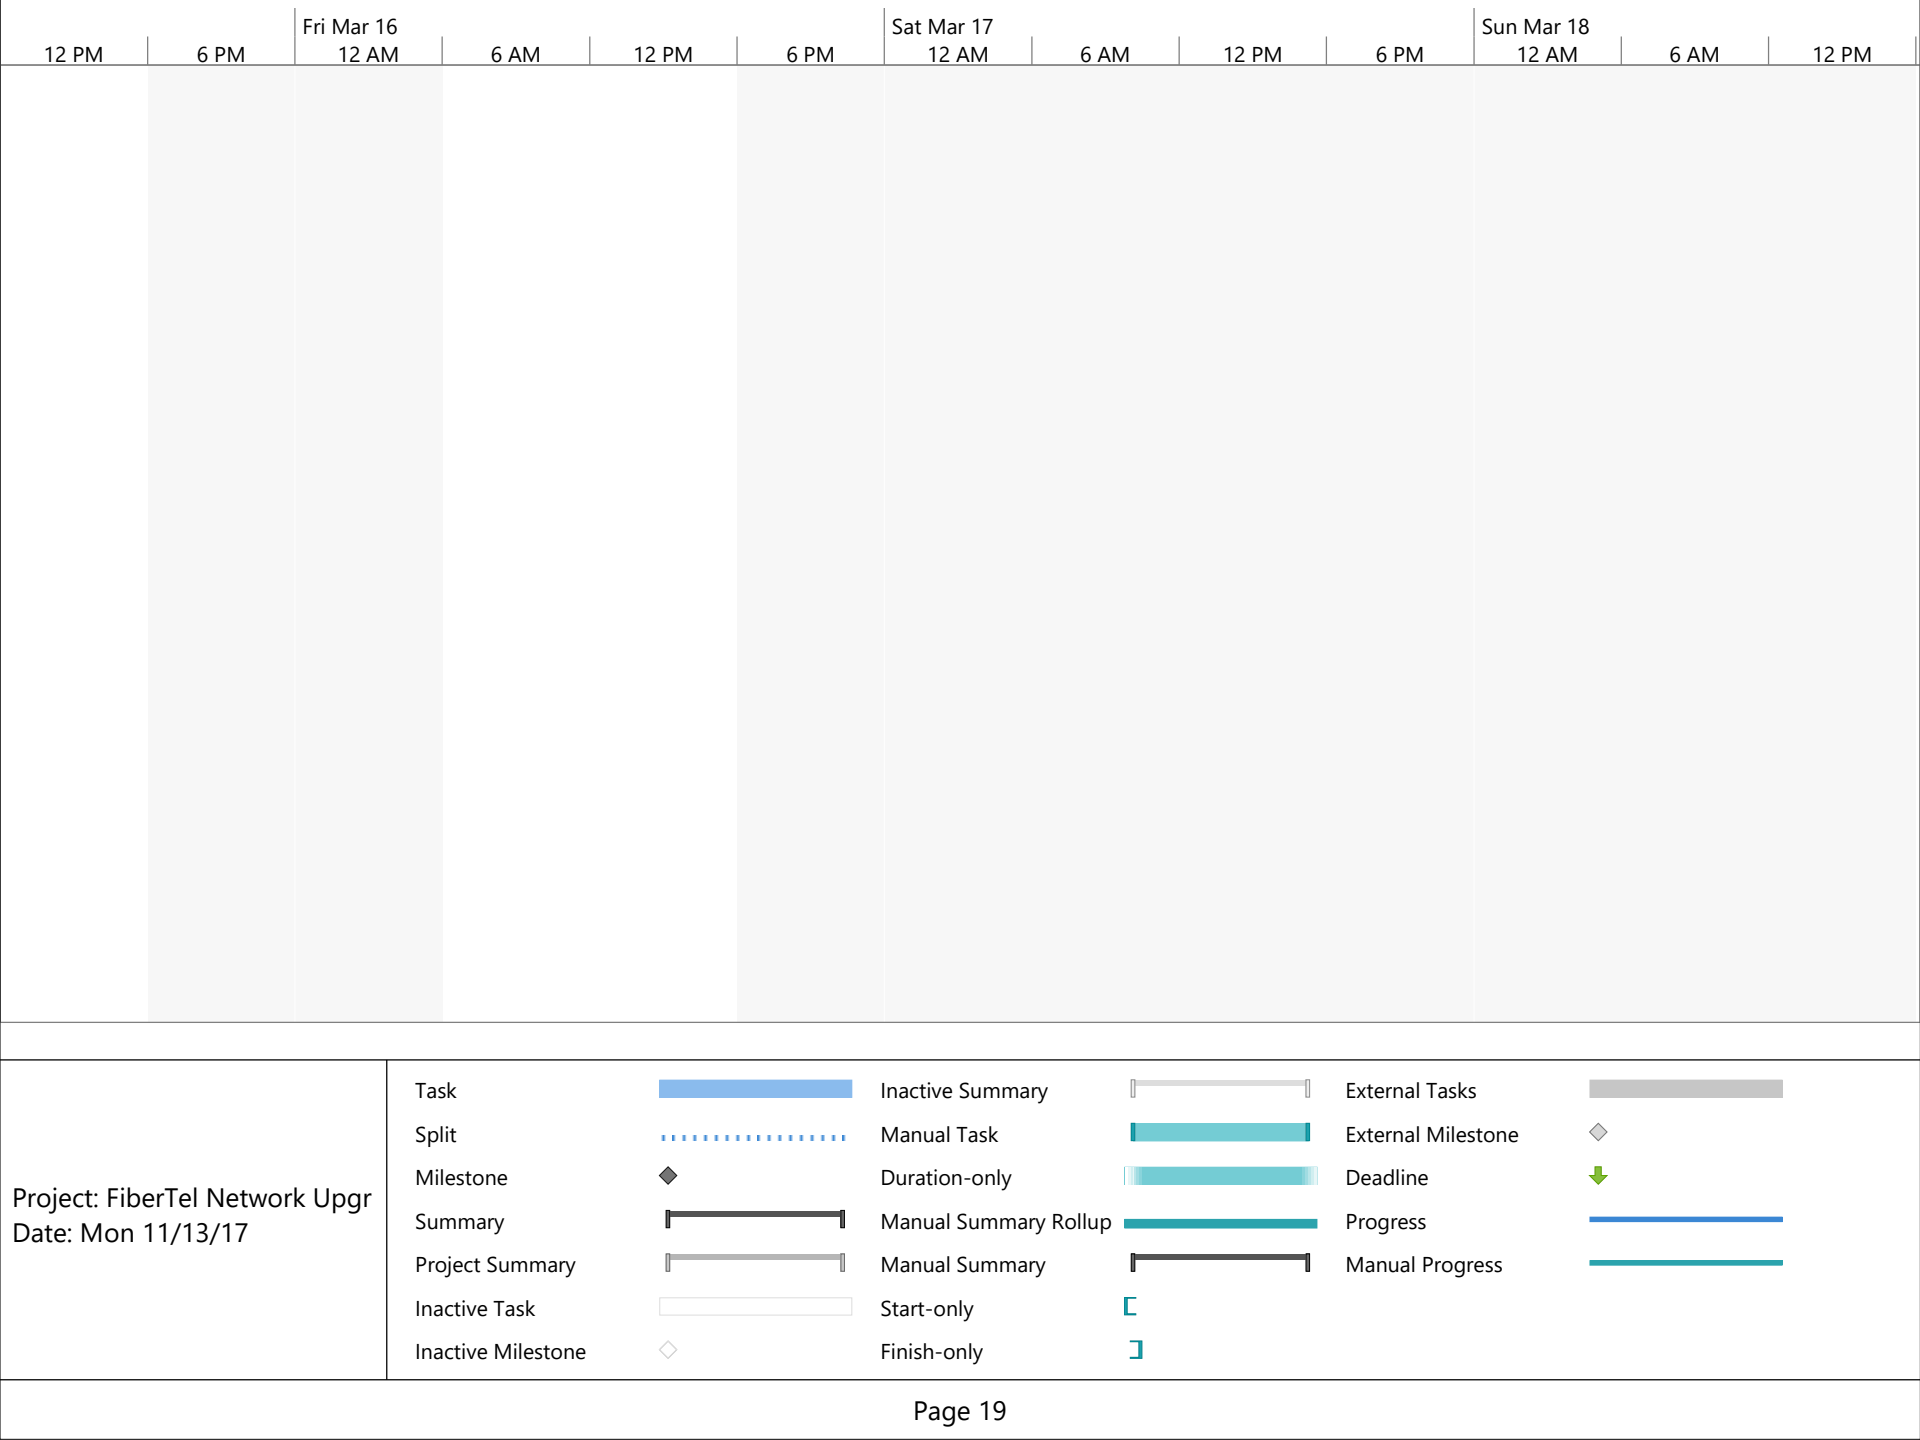 Fri Mar 16 Sat Mar 17 Sun Mar 18
12 PM 6 PM 12 AM 6 AM 12 PM 6 PM 12 AM 6 AM 12 PM 6 PM 12 AM 6 AM 12 PM
Project: FiberTel Network Upgr
Date: Mon 11/13/17
Task
Split
Milestone
Summary
Project Summary
Inactive Task
Inactive Milestone
Inactive Summary
Manual Task
Duration-only
Manual Summary Rollup
Manual Summary
Start-only
Finish-only
External Tasks
External Milestone
Deadline
Progress
Manual Progress
Page 19